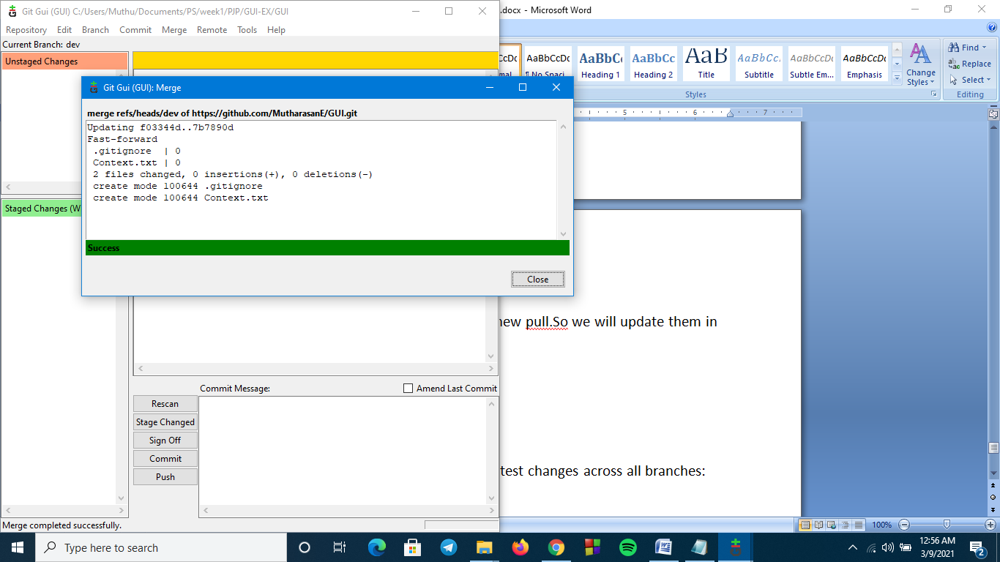 Git Gui (GUI) C:/Users/Muthu/Documents/PS/week1/PJP/GUI-EX/GUI
.docx - Microsoft Word
Repository Edit Branch Commit Merge Remote Tools Help
Current Branch: dev
Unstaged Changes
AaBbCcDc AaBbCc AaBbCc AaB AaBbCc. AaBbCcDt AaBbCcDt
¶ No Spaci... Heading 1 Heading 2 Title Subtitle Subtle Em... Emphasis
Change Styles
Find
Replace
Select
Styles
Editing
5 6 7
Git Gui (GUI): Merge
merge refs/heads/dev of https://github.com/MutharasanE/GUI.git
Updating f03344d..7b7890d
Fast-forward
.gitignore | 0
Context.txt | 0
2 files changed, 0 insertions(+), 0 deletions(-)
create mode 100644 .gitignore
create mode 100644 Context.txt
Success
Close
Staged Changes (W
new pull.So we will update them in
Commit Message:
Amend Last Commit
Rescan
Stage Changed
Sign Off
Commit
Push
test changes across all branches:
Merge completed successfully.
100%
Type here to search
12:56 AM
3/9/2021
2